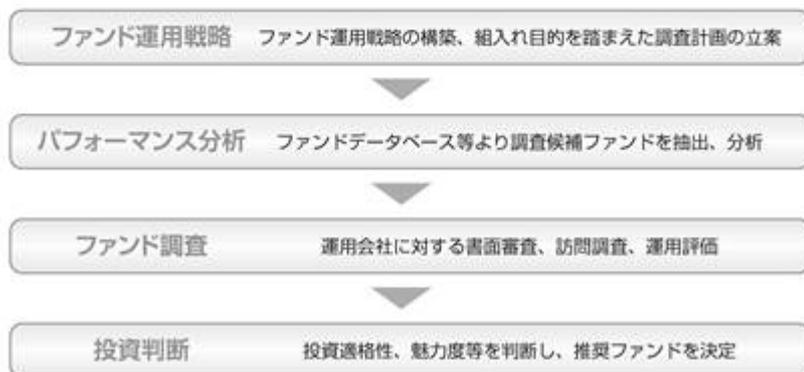 ファンド運用戦略 ファンド運用戦略の構築、組入れ目的を踏まえた調査計画の立案
パフォーマンス分析 ファンドデータベース等より調査候補ファンドを抽出、分析
ファンド調査 運用会社に対する書面審査、訪問調査、運用評価
投資判断 投資適格性、魅力度等を判断し、推奨ファンドを決定